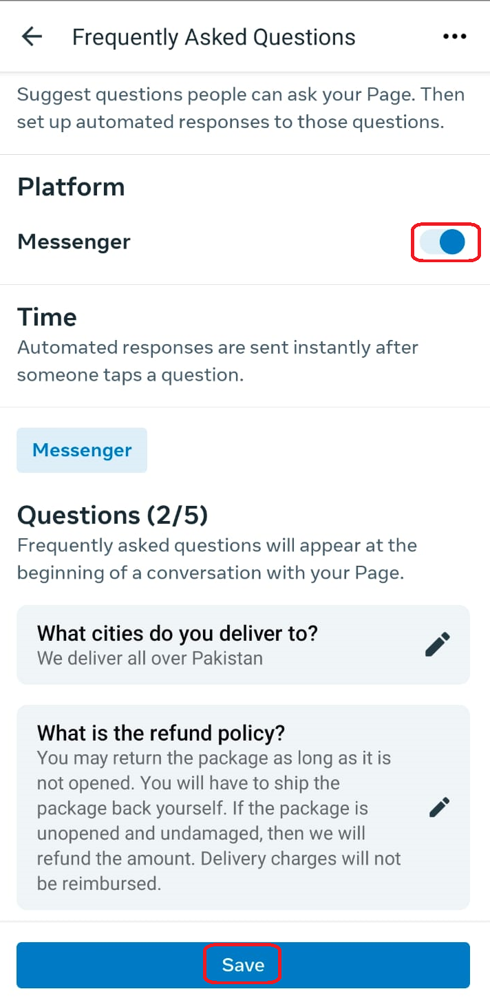 Frequently Asked Questions
Suggest questions people can ask your Page. Then
set up automated responses to those questions.
Platform
Messenger
Time
Automated responses are sent instantly after
someone taps a question.
Messenger
Questions (2/5)
Frequently asked questions will appear at the
beginning of a conversation with your Page.
What cities do you deliver to?
We deliver all over Pakistan
What is the refund policy?
You may return the package as long as it is
not opened. You will have to ship the
package back yourself. If the package is
unopened and undamaged, then we will
refund the amount. Delivery charges will not
be reimbursed.
Save